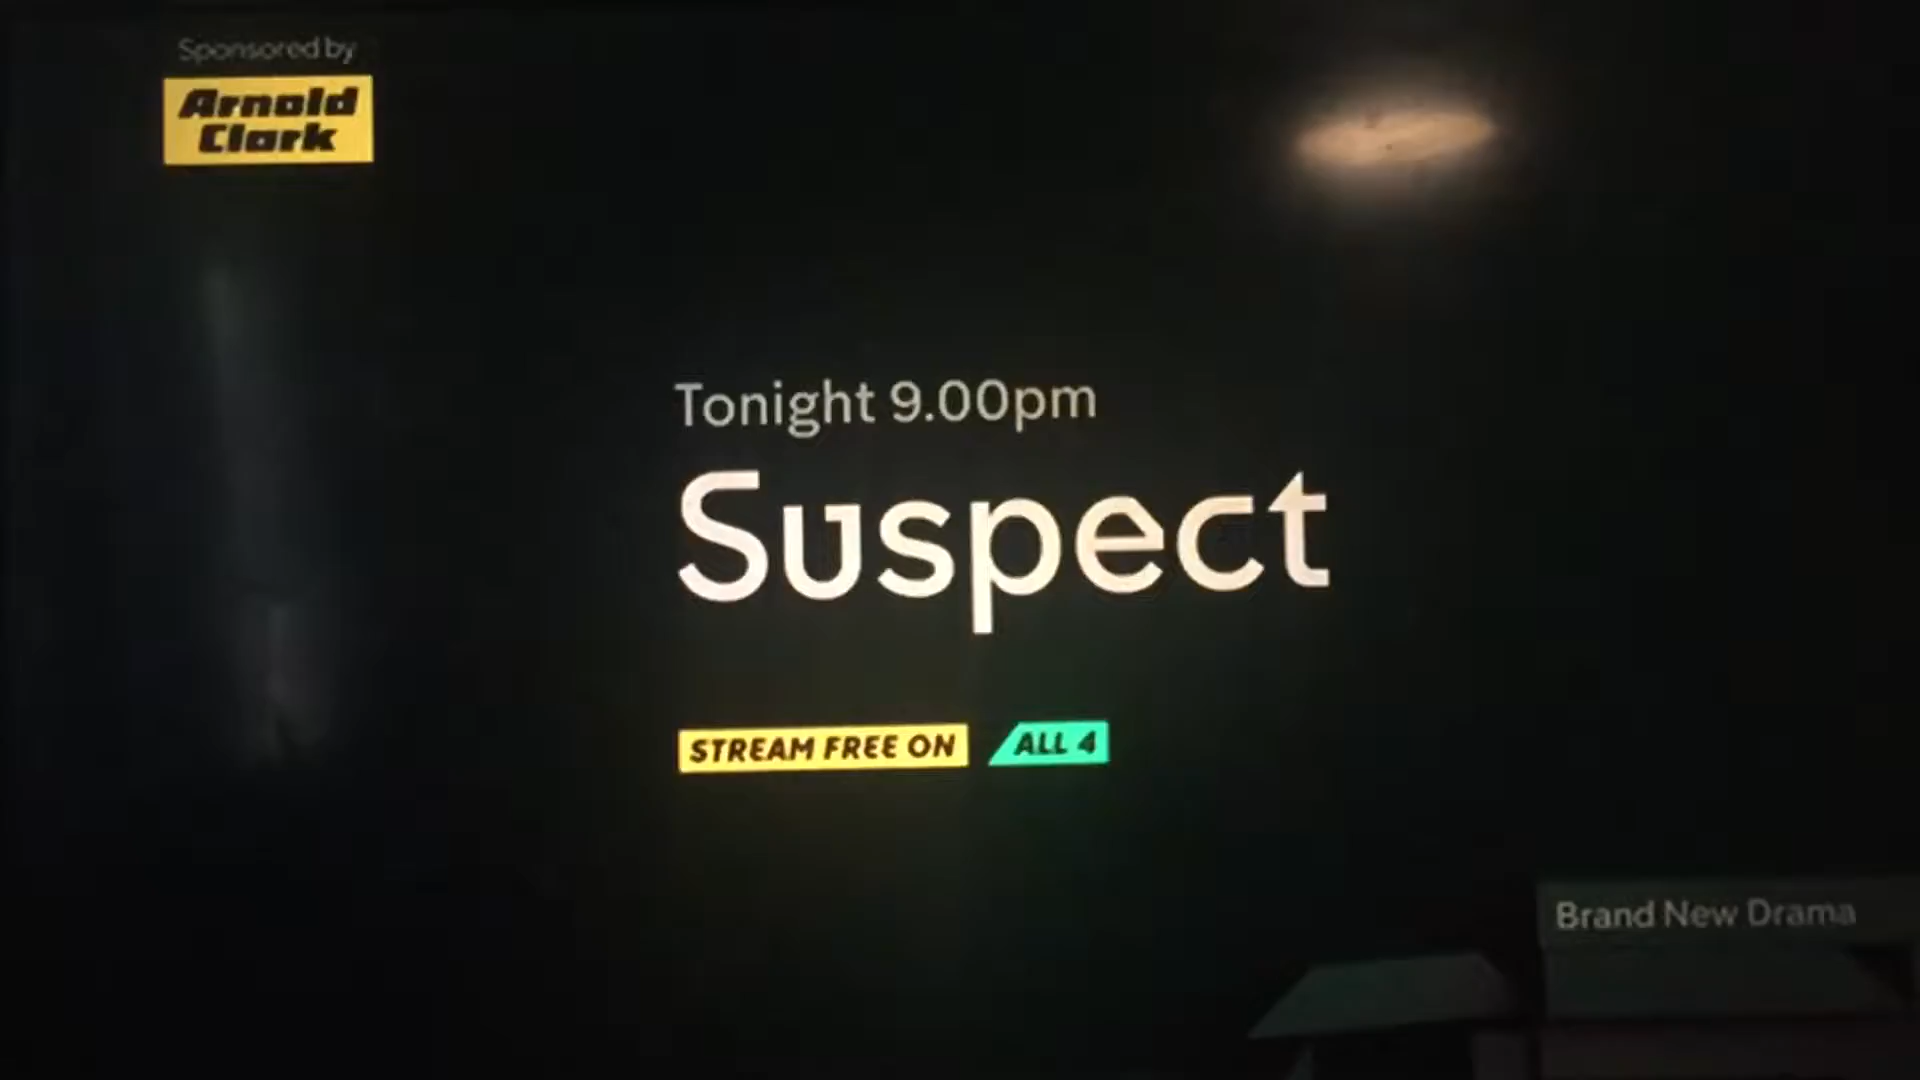 Sponsored by
Arnold
Clark
Tonight 9.00pm
Suspect
STREAM FREE ON ALL 4
Brand New Drama